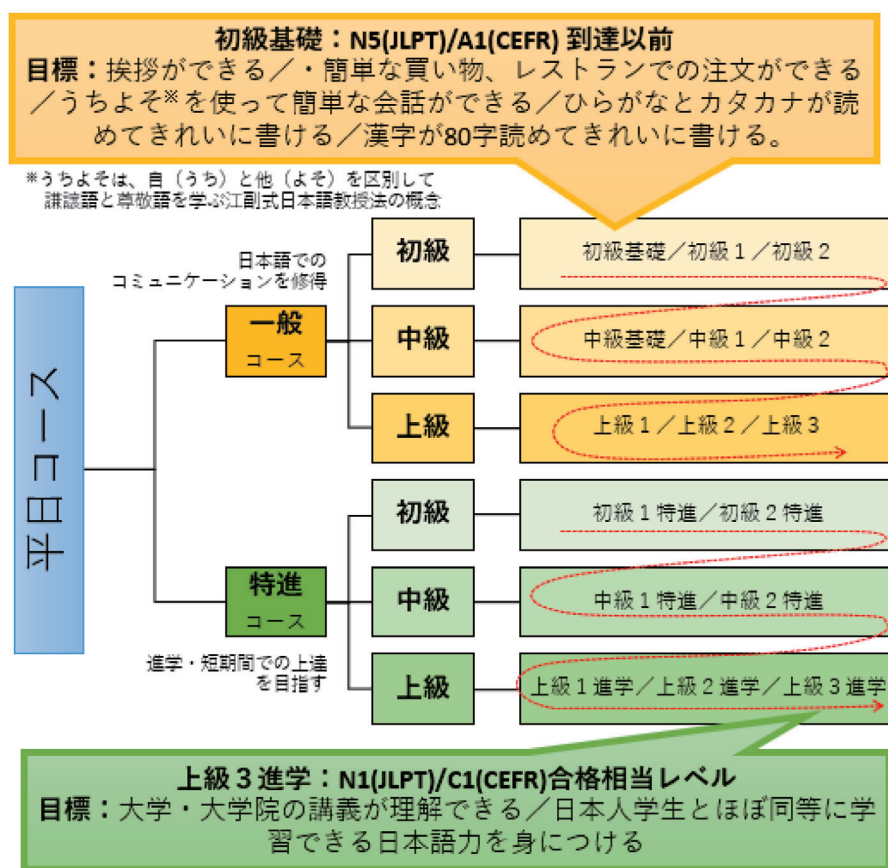 初級基礎：N5(JLPT)/A1(CEFR) 到達以前
目標：挨拶ができる／・簡単な買い物、レストランでの注文ができる
／うちよそ※を使って簡単な会話ができる／ひらがなとカタカナが読
めてきれいに書ける／漢字が80字読めてきれいに書ける。
※うちよそは、自（うち）と他（よそ）を区別して
謙譲語と尊敬語を学ぶ江副式日本語教授法の概念
平日コース
日本語での
コミュニケーションを修得
一般
コース
初級
初級基礎／初級１／初級２
中級
中級基礎／中級１／中級２
上級
上級１／上級２／上級３
特進
コース
進学・短期間での上達
を目指す
初級
初級１特進／初級２特進
中級
中級１特進／中級２特進
上級
上級１進学／上級２進学／上級３進学
上級３進学：N1(JLPT)/C1(CEFR)合格相当レベル
目標：大学・大学院の講義が理解できる／日本人学生とほぼ同等に学
習できる日本語力を身につける